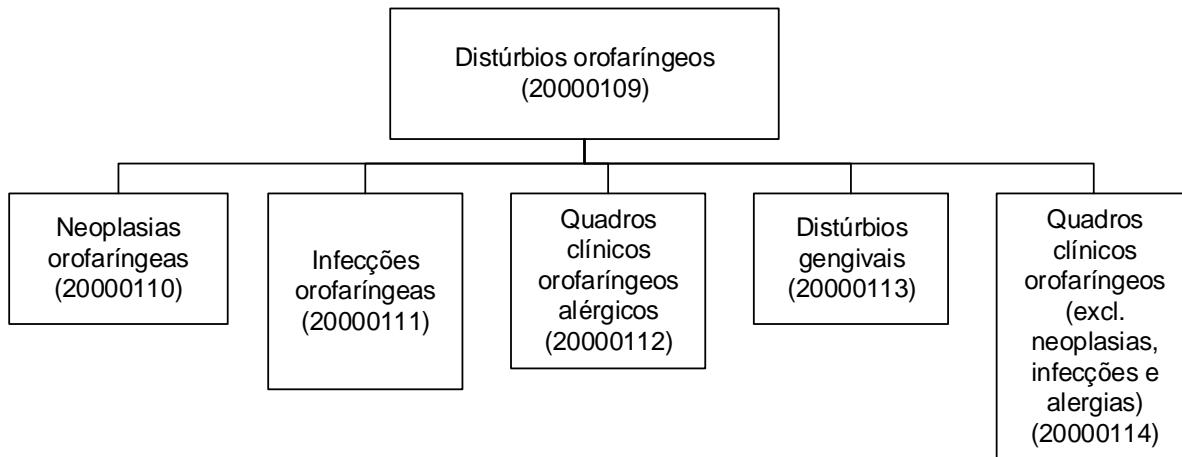 Distúrbios orofaríngeos
(20000109)
Neoplasias
orofaríngeas
(20000110)
Infecções
orofaríngeas
(20000111)
Quadros
clínicos
orofaríngeos
alérgicos
(20000112)
Distúrbios
gengivais
(20000113)
Quadros
clínicos
orofaríngeos
(excl.
neoplasias,
infecções e
alergias)
(20000114)